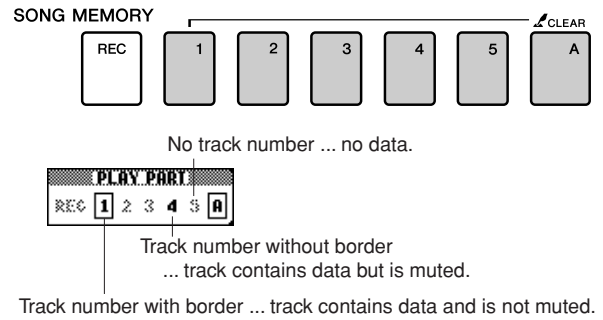 SONG MEMORY
CLEAR
REC 1 2 3 4 5 A
No track number ... no data.
PLAY PART
REC 1 2 3 4 5 A
Track number without border
... track contains data but is muted.
Track number with border ... track contains data and is not muted.